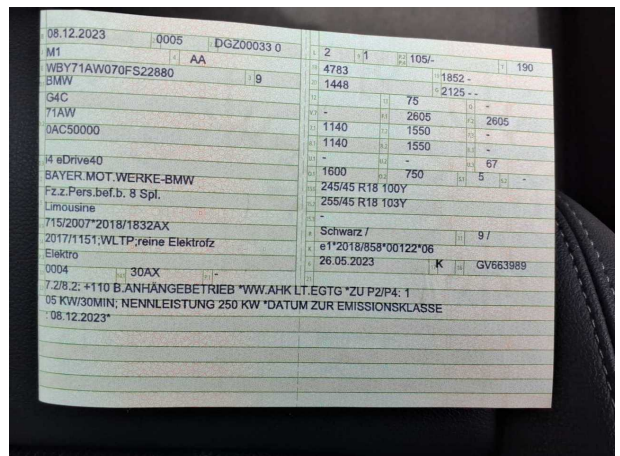 08.12.2023 0005 DGZ00033 0
M1 AA
WBY71AW070FS22880 9
BMW
G4C
71AW
0AC50000
i4 eDrive40
BAYER.MOT.WERKE-BMW
Fz.z.Pers.bef.b. 8 Spl.
Limousine
715/2007*2018/1832AX
2017/1151;WLTP;reine Elektrofz
Elektro
0004 30AX -
7.2/8.2: +110 B.ANHÄNGEBETRIEB *WW.AHK LT.EGTG *ZU P2/P4: 1
05 KW/30MIN; NENNLEISTUNG 250 KW *DATUM ZUR EMISSIONSKLASSE
: 08.12.2023*
2 1 105/- 190
4783 1852 -
1448 2125 - -
75 -
- 2605 2605
1140 1550 -
1140 1550 -
- - 67
1600 750 5 -
245/45 R18 100Y
255/45 R18 103Y
-
Schwarz / 9 /
e1*2018/858*00122*06
26.05.2023 K GV663989